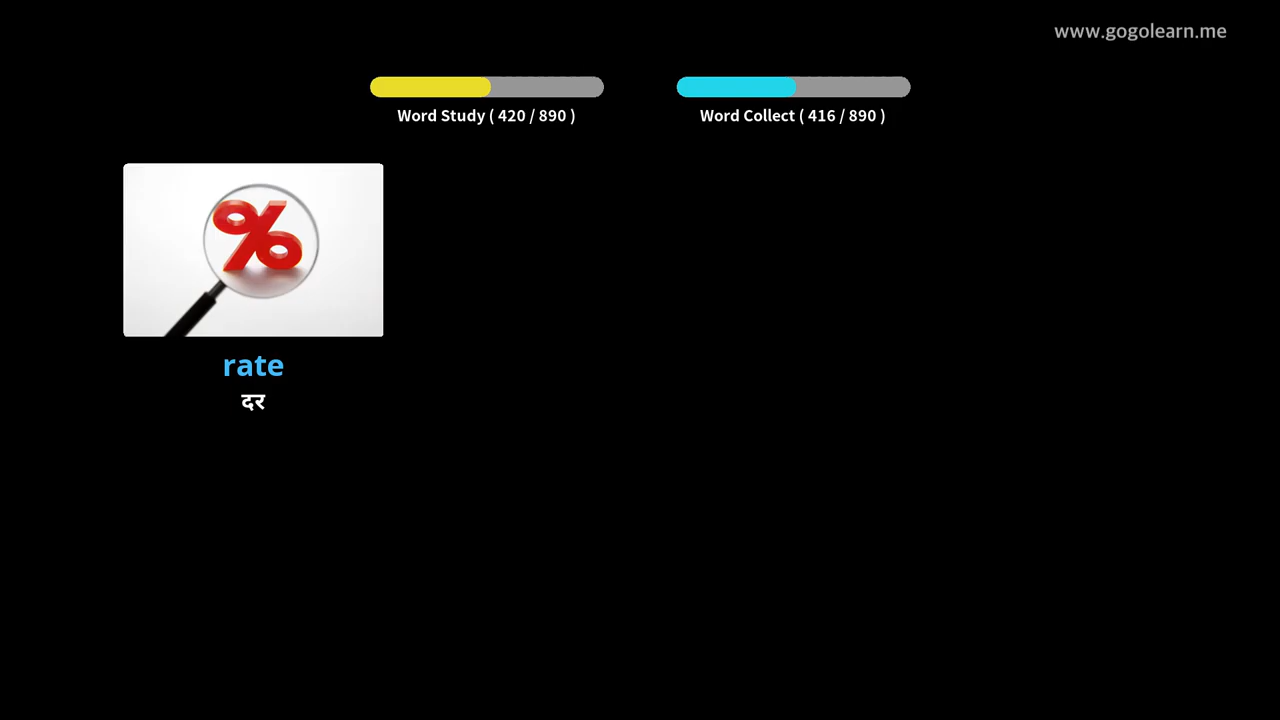 www.gogolearn.me
Word Study ( 420 / 890 )
Word Collect ( 416 / 890 )
%
rate
दर